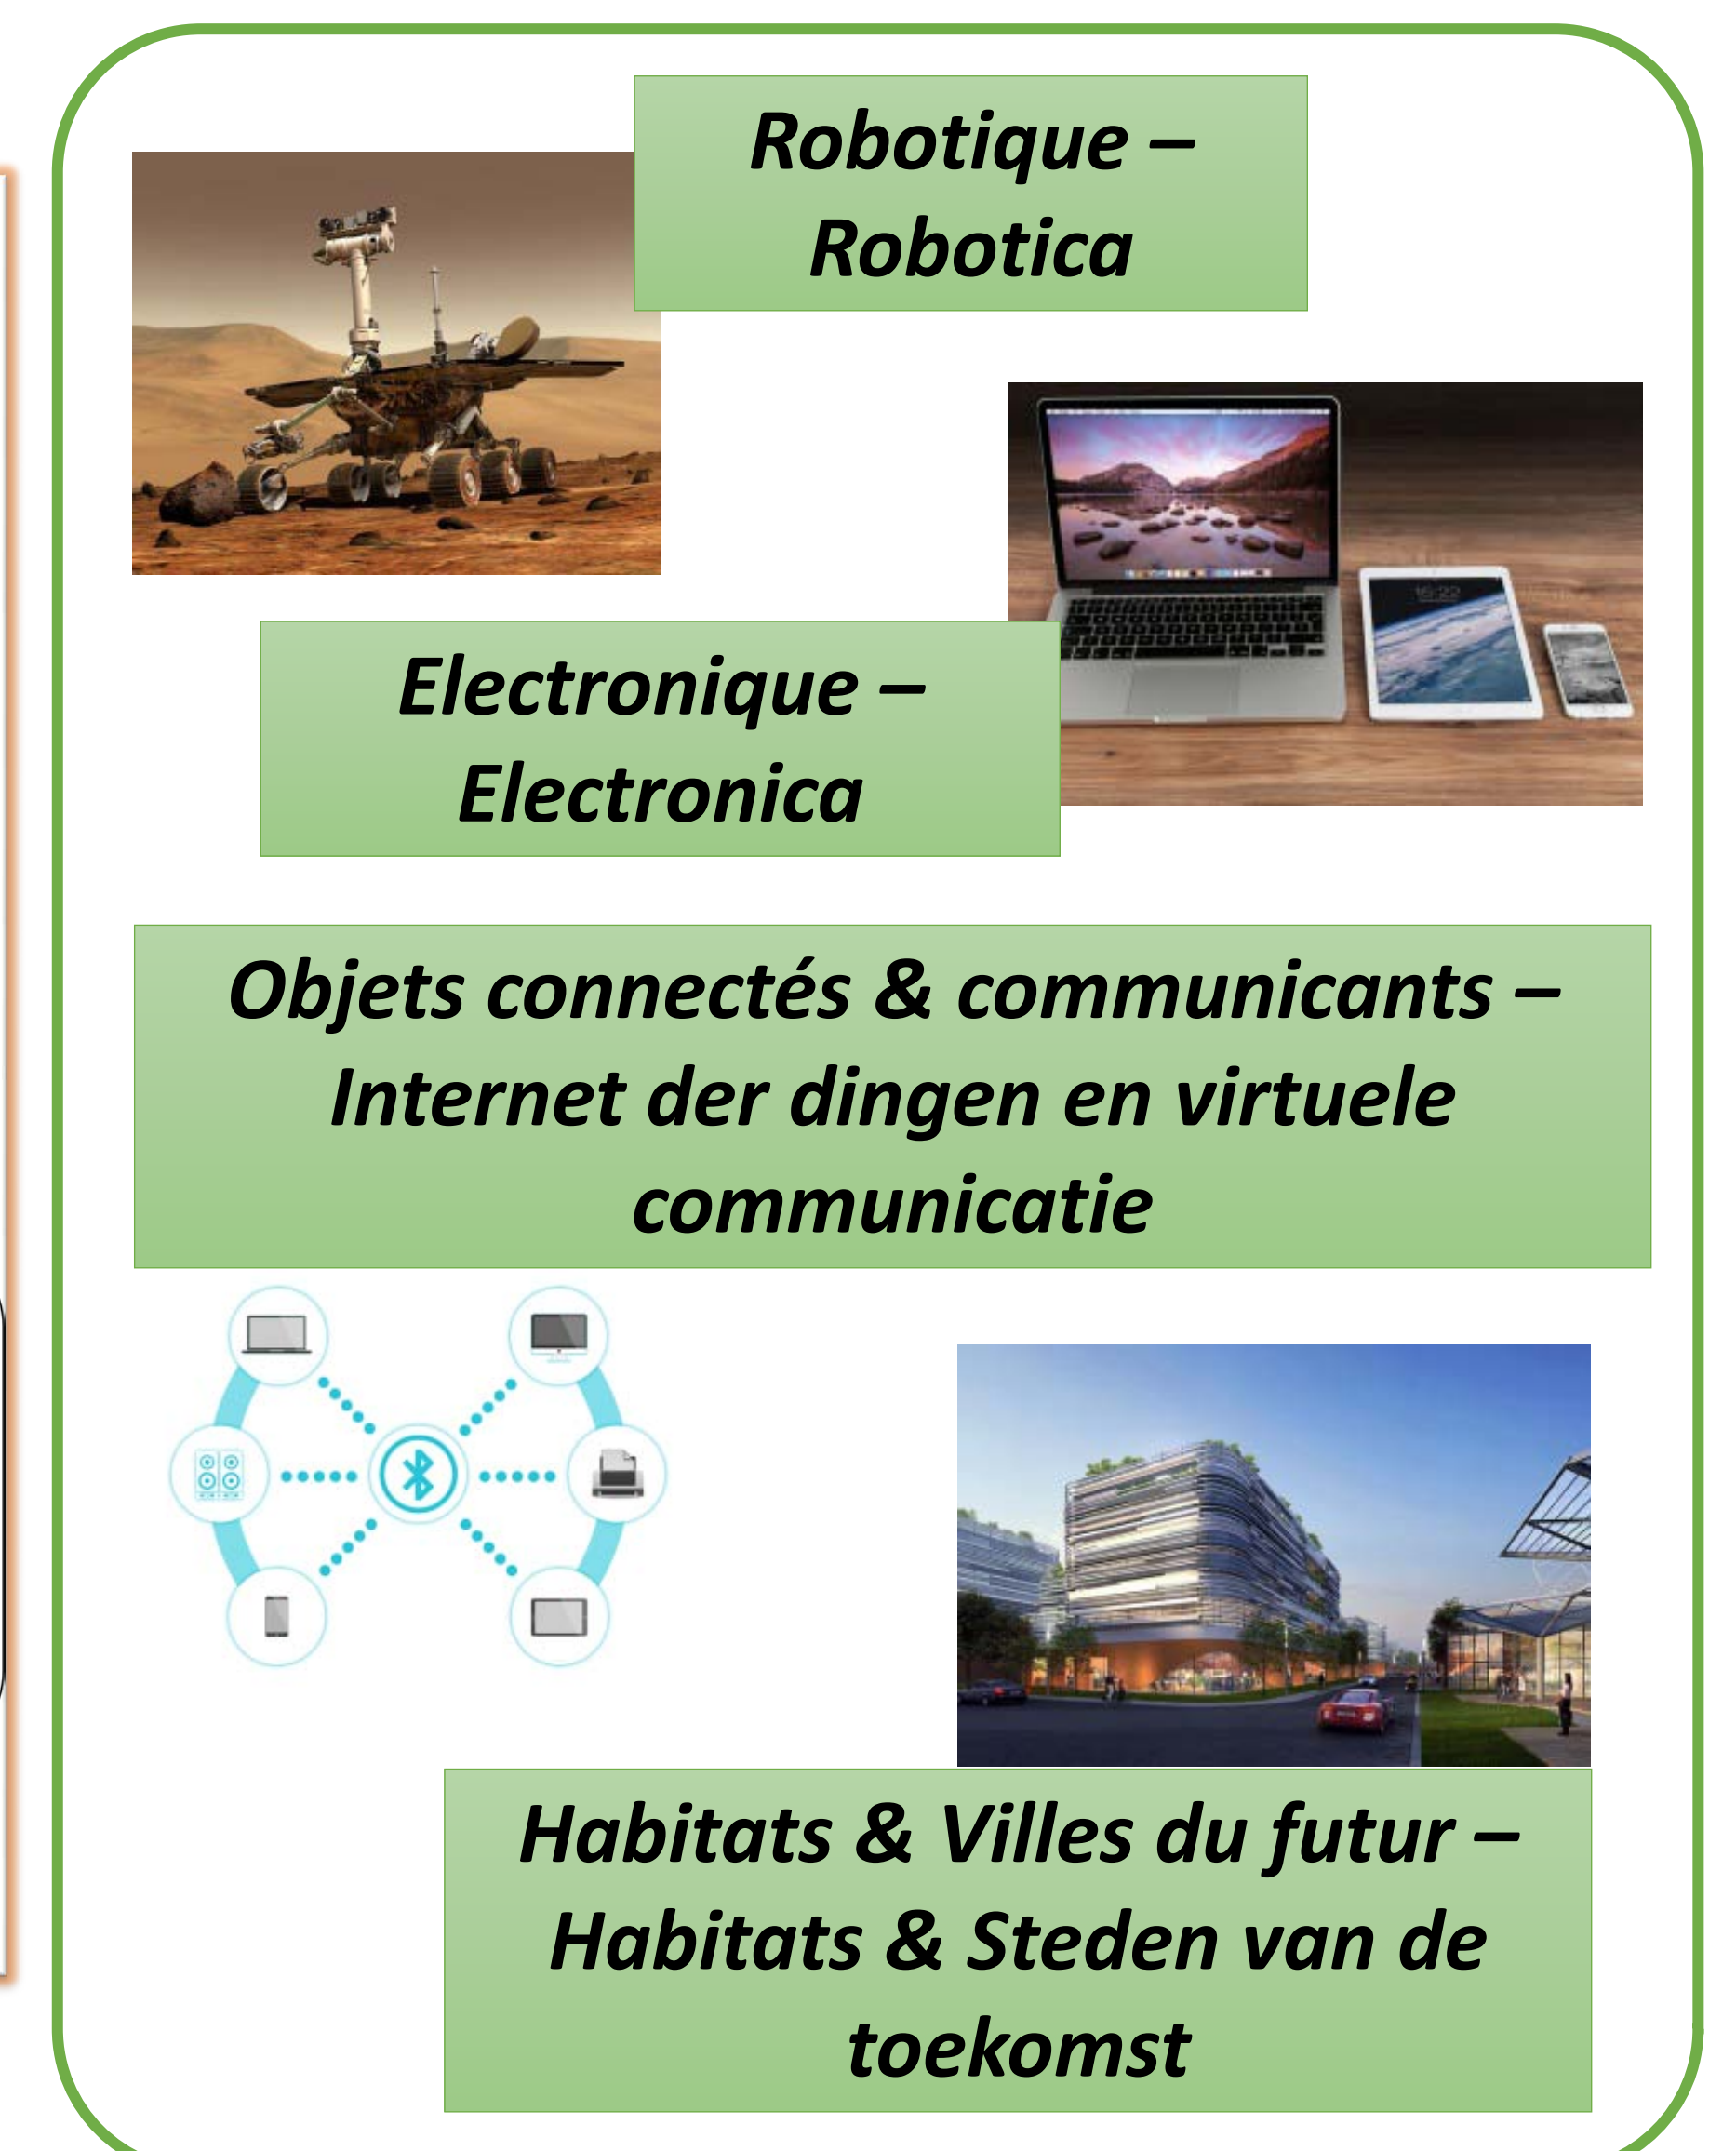 Robotique –
Robotica
Electronique –
Electronica
Objets connectés & communicants –
Internet der dingen en virtuele
communicatie
Habitats & Villes du futur –
Habitats & Steden van de
toekomst